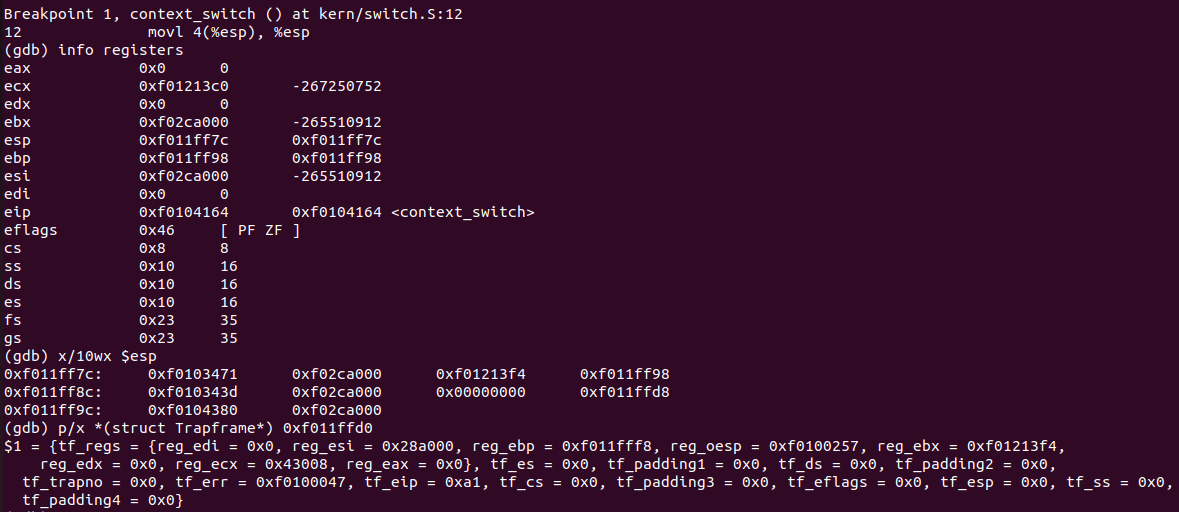 Breakpoint 1, context_switch () at kern/switch.S:12
12              movl 4(%esp), %esp
(gdb) info registers
eax            0x0      0
ecx            0xf01213c0       -267250752
edx            0x0      0
ebx            0xf02ca000       -265510912
esp            0xf011ff7c       0xf011ff7c
ebp            0xf011ff98       0xf011ff98
esi            0xf02ca000       -265510912
edi            0x0      0
eip            0xf0104164       0xf0104164 <context_switch>
eflags         0x46     [ PF ZF ]
cs             0x8      8
ss             0x10     16
ds             0x10     16
es             0x10     16
fs             0x23     35
gs             0x23     35
(gdb) x/10wx $esp
0xf011ff7c:     0xf0103471      0xf02ca000      0xf01213f4      0xf011ff98
0xf011ff8c:     0xf010343d      0xf02ca000      0x00000000      0xf011ffd8
0xf011ff9c:     0xf0104380      0xf02ca000
(gdb) p/x *(struct Trapframe*) 0xf011ffd0
$1 = {tf_regs = {reg_edi = 0x0, reg_esi = 0x28a000, reg_ebp = 0xf011fff8, reg_oesp = 0xf0100257, reg_ebx = 0xf01213f4,
    reg_edx = 0x0, reg_ecx = 0x43008, reg_eax = 0x0}, tf_es = 0x0, tf_padding1 = 0x0, tf_ds = 0x0, tf_padding2 = 0x0,
  tf_trapno = 0x0, tf_err = 0xf0100047, tf_eip = 0xa1, tf_cs = 0x0, tf_padding3 = 0x0, tf_eflags = 0x0, tf_esp = 0x0, tf_ss = 0x0,
  tf_padding4 = 0x0}